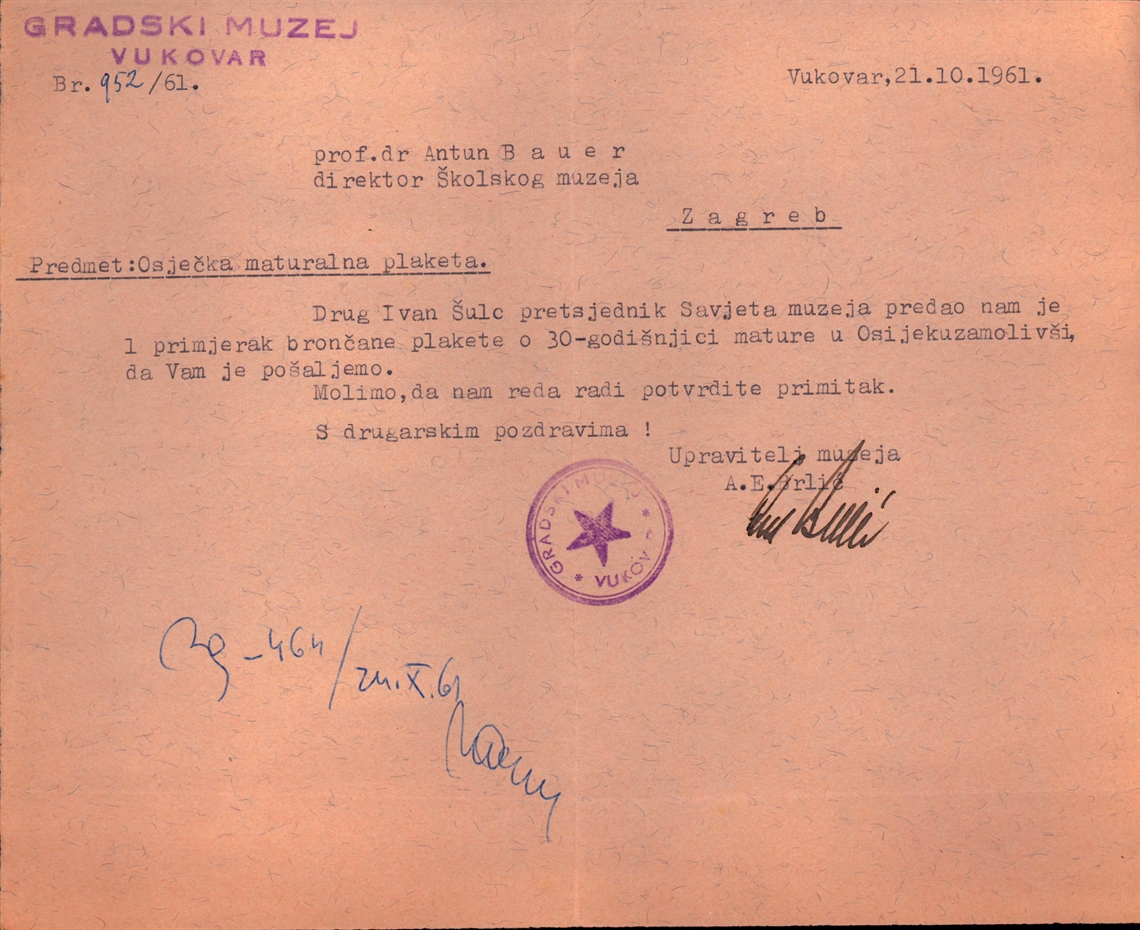 GRADSKI MUZEJ
VUKOVAR
Br. 952/61.
Vukovar,21.10.1961.
prof.dr Antun B a u e r
direktor Školskog muzeja
Z a g r e b
Predmet:Osječka maturalna plaketa.
Drug Ivan Šulc pretsjednik Savjeta muzeja predao nam je
1 primjerak brončane plakete o 30-godišnjici mature u Osijekuzamolivši,
da Vam je pošaljemo.
Molimo,da nam reda radi potvrdite primitak.
S drugarskim pozdravima !
Upravitelj muzeja
A.E.Brlić
GRADSKI MUZEJ * VUKOV *
-464/24.X.61